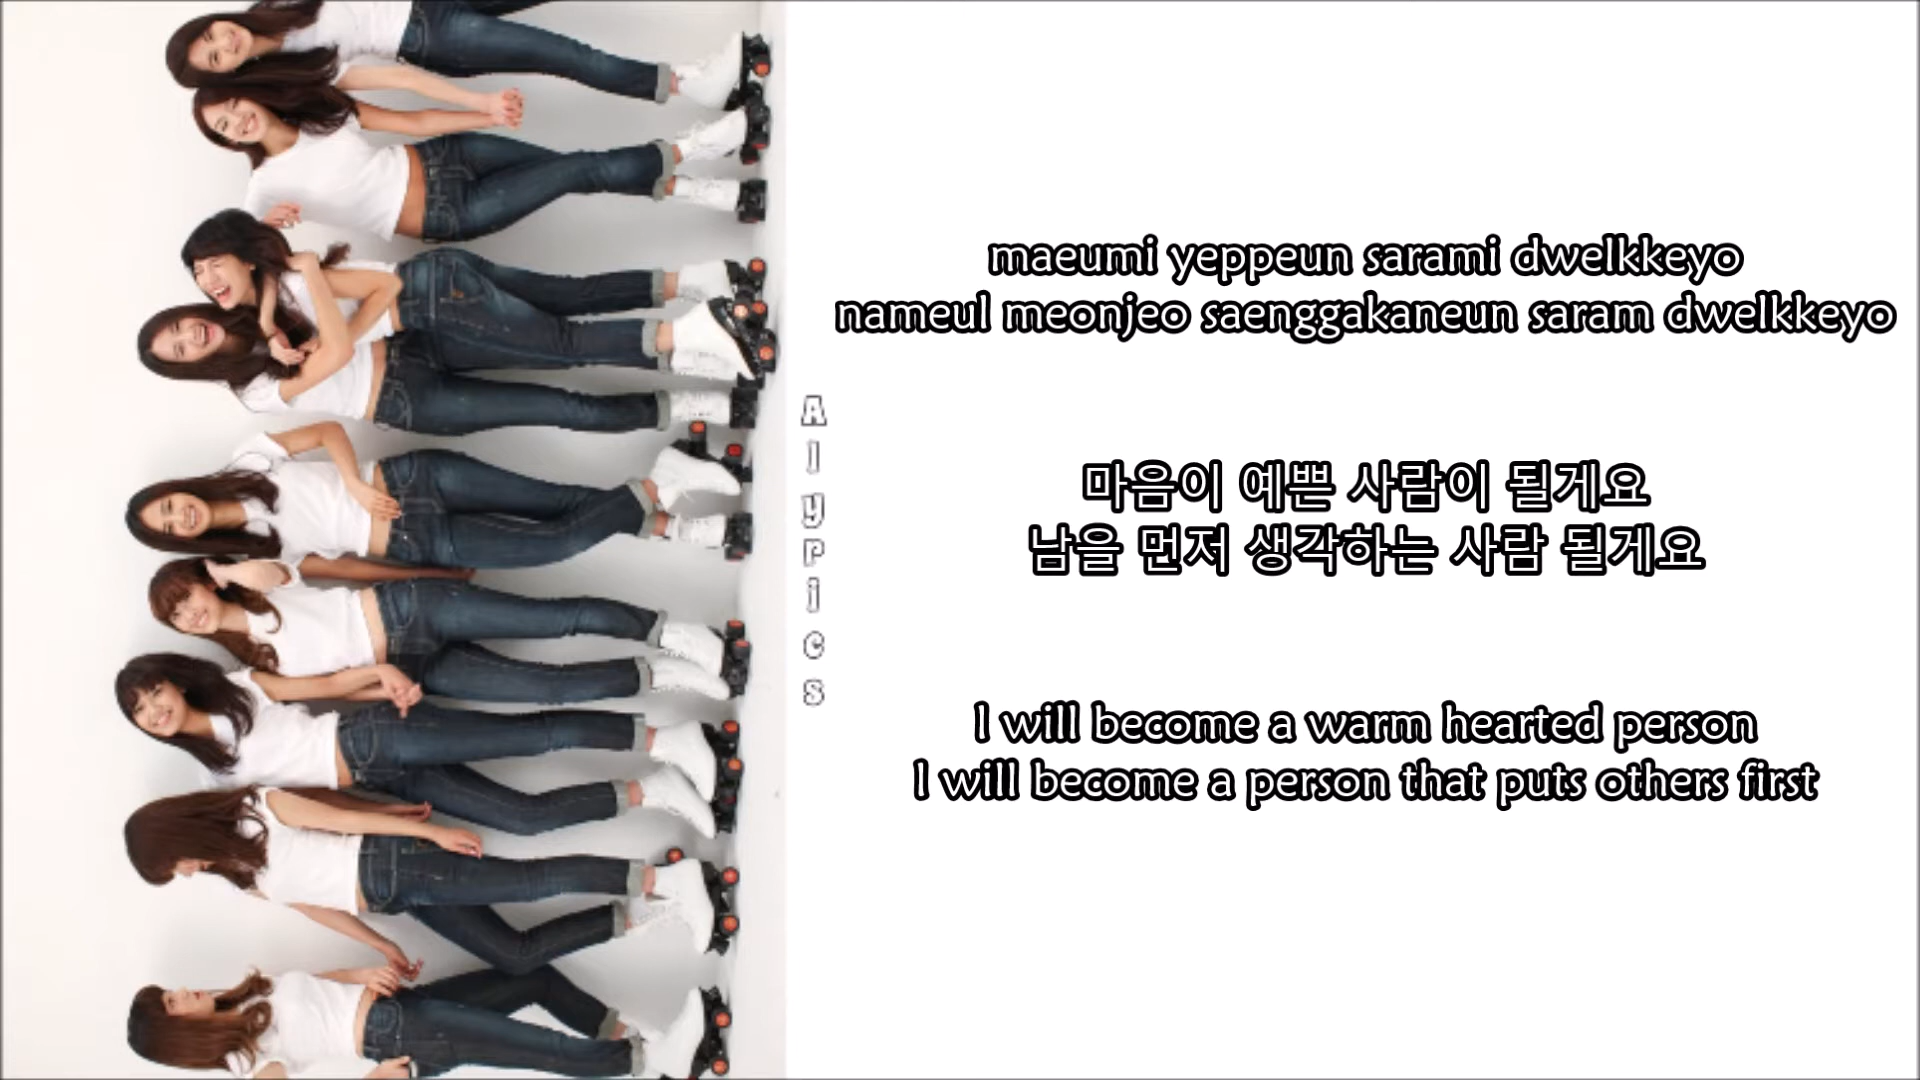 maeumi yeppeun sarami dwelkkeyo
nameul meonjeo saenggakaneun saram dwelkkeyo
마음이 예쁜 사람이 될게요
남을 먼저 생각하는 사람 될게요
I will become a warm hearted person
I will become a person that puts others first
Alypics